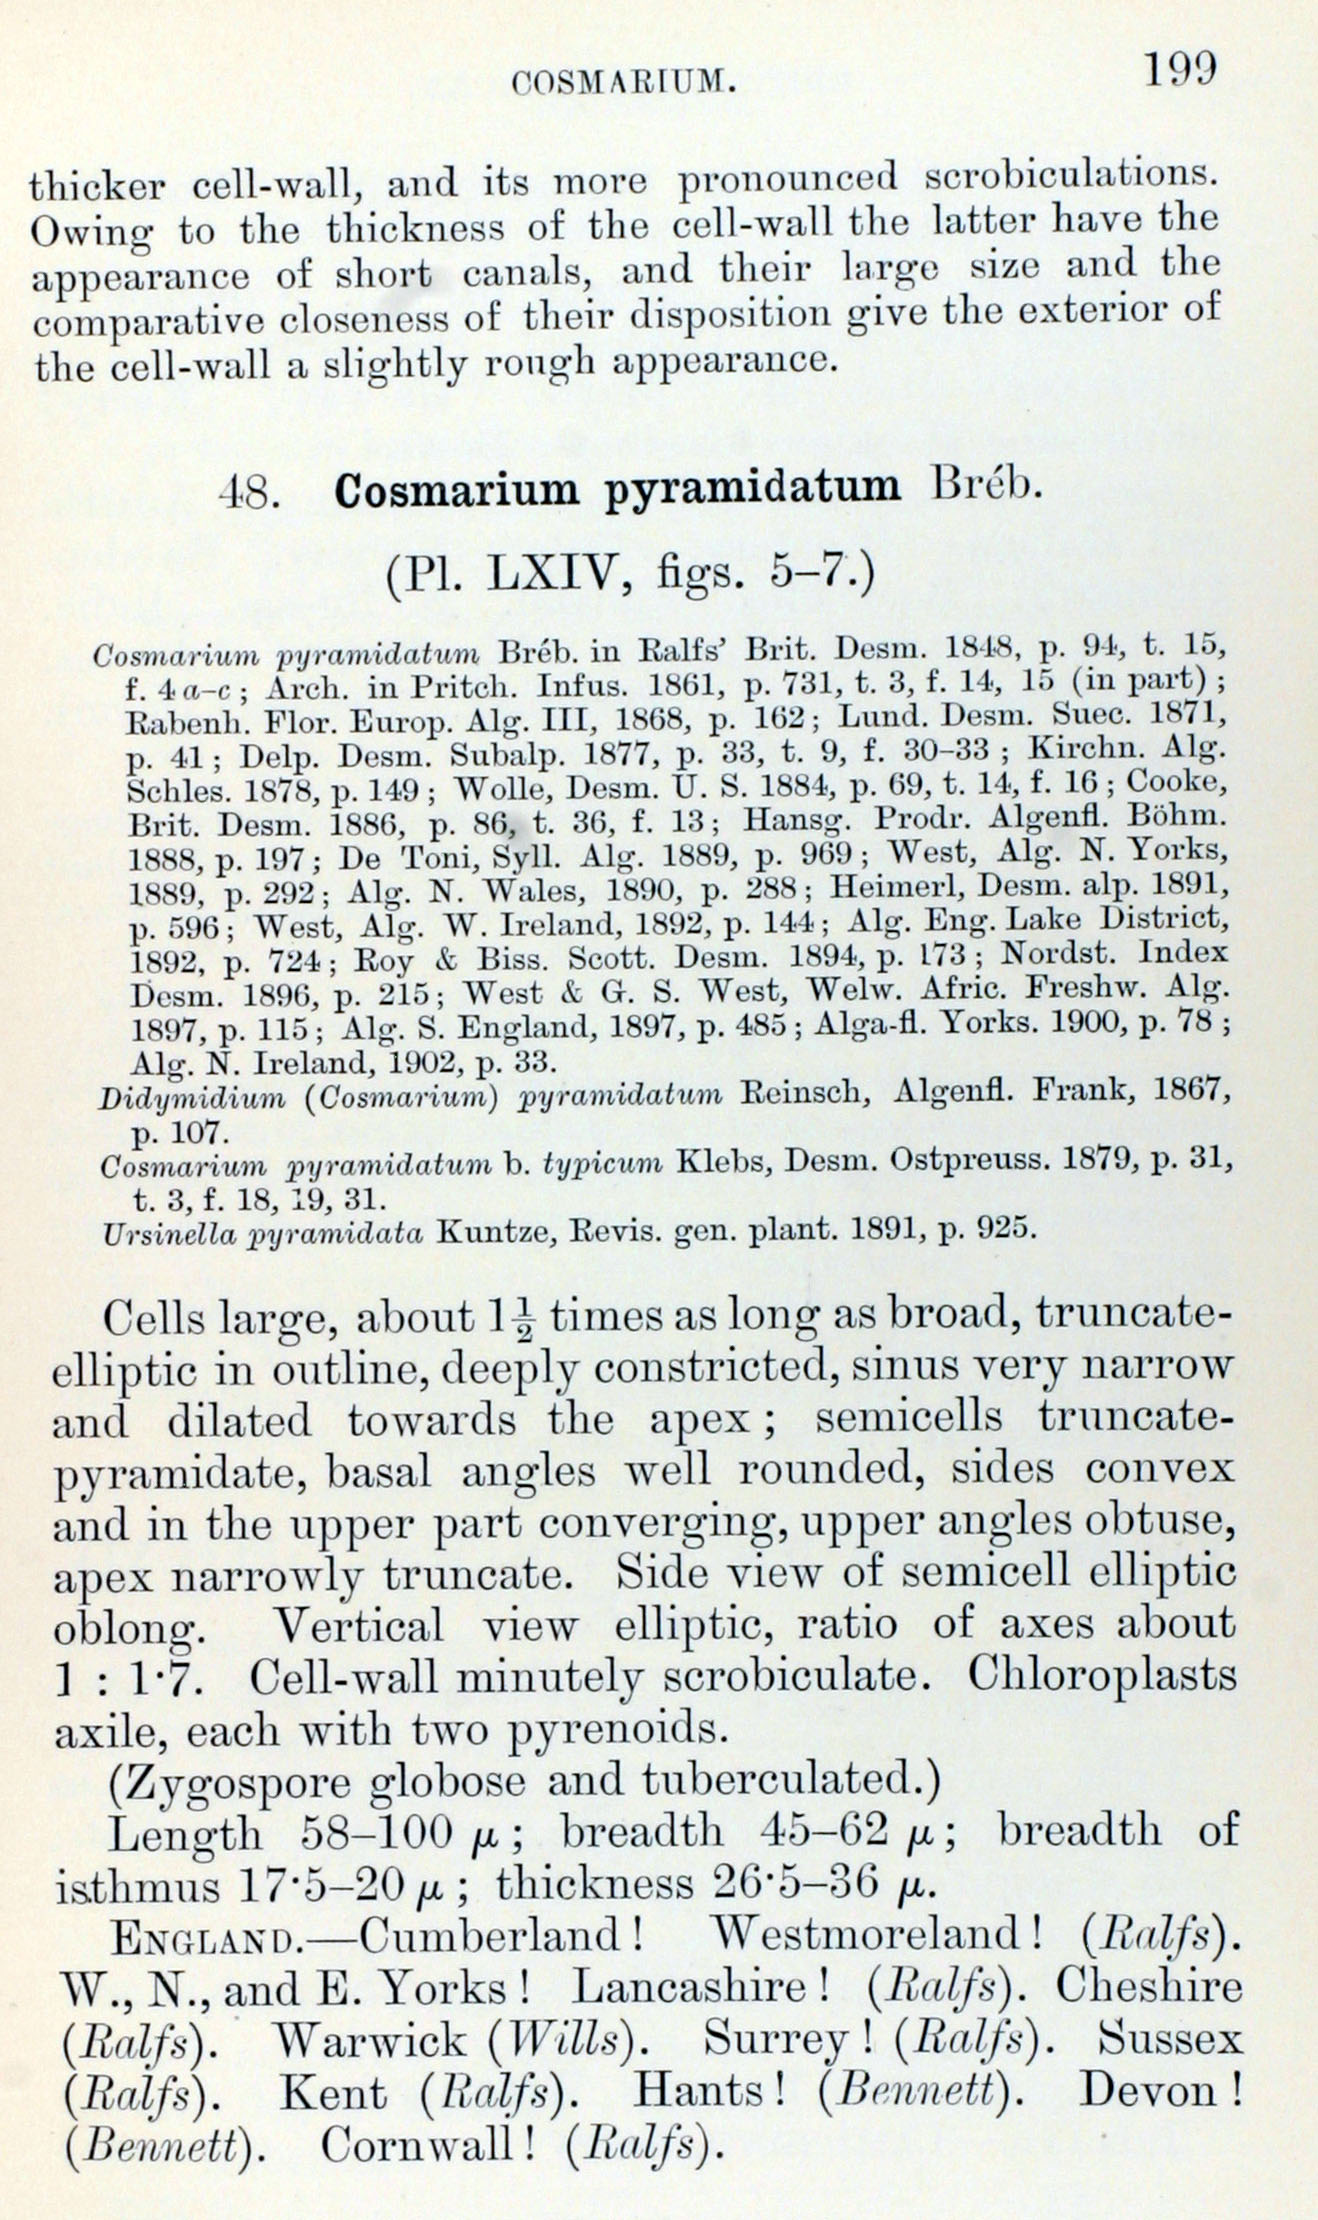 COSMARIUM.
199
thicker cell-wall, and its more pronounced scrobiculations.
Owing to the thickness of the cell-wall the latter have the
appearance of short canals, and their large size and the
comparative closeness of their disposition give the exterior of
the cell-wall a slightly rough appearance.
48. Cosmarium pyramidatum Bréb.
(Pl. LXIV, figs. 5–7.)
Cosmarium pyramidatum Bréb. in Ralfs’ Brit. Desm. 1848, p. 94, t. 15,
f. 4 a–c ; Arch. in Pritch. Infus. 1861, p. 731, t. 3, f. 14, 15 (in part) ;
Rabenh. Flor. Europ. Alg. III, 1868, p. 162 ; Lund. Desm. Suec. 1871,
p. 41 ; Delp. Desm. Subalp. 1877, p. 33, t. 9, f. 30–33 ; Kirchn. Alg.
Schles. 1878, p. 149 ; Wolle, Desm. U. S. 1884, p. 69, t. 14, f. 16 ; Cooke,
Brit. Desm. 1886, p. 86, t. 36, f. 13 ; Hansg. Prodr. Algenfl. Böhm.
1888, p. 197 ; De Toni, Syll. Alg. 1889, p. 969 ; West, Alg. N. Yorks,
1889, p. 292 ; Alg. N. Wales, 1890, p. 288 ; Heimerl, Desm. alp. 1891,
p. 596 ; West, Alg. W. Ireland, 1892, p. 144 ; Alg. Eng. Lake District,
1892, p. 724 ; Roy & Biss. Scott. Desm. 1894, p. 173 ; Nordst. Index
Desm. 1896, p. 215 ; West & G. S. West, Welw. Afric. Freshw. Alg.
1897, p. 115 ; Alg. S. England, 1897, p. 485 ; Alga-fl. Yorks. 1900, p. 78 ;
Alg. N. Ireland, 1902, p. 33.
Didymidium (Cosmarium) pyramidatum Reinsch, Algenfl. Frank, 1867,
p. 107.
Cosmarium pyramidatum b. typicum Klebs, Desm. Ostpreuss. 1879, p. 31,
t. 3, f. 18, 19, 31.
Ursinella pyramidata Kuntze, Revis. gen. plant. 1891, p. 925.
Cells large, about 1½ times as long as broad, truncate-
elliptic in outline, deeply constricted, sinus very narrow
and dilated towards the apex ; semicells truncate-
pyramidate, basal angles well rounded, sides convex
and in the upper part converging, upper angles obtuse,
apex narrowly truncate. Side view of semicell elliptic
oblong. Vertical view elliptic, ratio of axes about
1 : 1·7. Cell-wall minutely scrobiculate. Chloroplasts
axile, each with two pyrenoids.
(Zygospore globose and tuberculated.)
Length 58–100 µ ; breadth 45–62 µ ; breadth of
isthmus 17·5–20 µ ; thickness 26·5–36 µ.
ENGLAND.—Cumberland ! Westmoreland ! (Ralfs).
W., N., and E. Yorks ! Lancashire ! (Ralfs). Cheshire
(Ralfs). Warwick (Wills). Surrey ! (Ralfs). Sussex
(Ralfs). Kent (Ralfs). Hants ! (Bennett). Devon !
(Bennett). Cornwall ! (Ralfs).